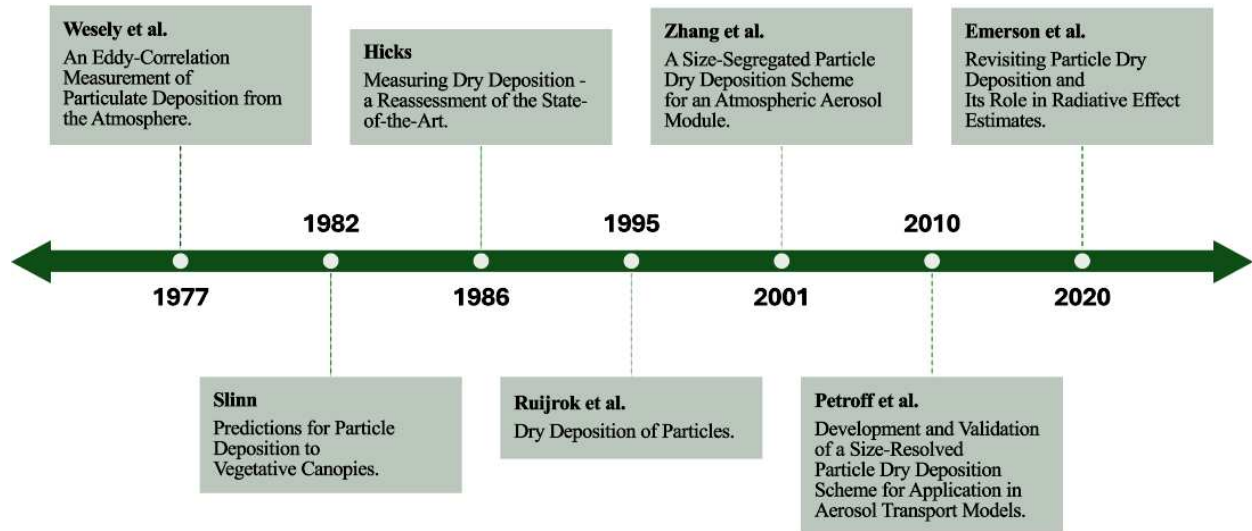 Wesely et al.
An Eddy-Correlation
Measurement of
Particulate Deposition from
the Atmosphere.
Hicks
Measuring Dry Deposition -
a Reassessment of the State-
of-the-Art.
Zhang et al.
A Size-Segregated Particle
Dry Deposition Scheme
for an Atmospheric Aerosol
Module.
Emerson et al.
Revisiting Particle Dry
Deposition and
Its Role in Radiative Effect
Estimates.
1982
1995
2010
1977
1986
2001
2020
Slinn
Predictions for Particle
Deposition to
Vegetative Canopies.
Ruijrok et al.
Dry Deposition of Particles.
Petroff et al.
Development and Validation
of a Size-Resolved
Particle Dry Deposition
Scheme for Application in
Aerosol Transport Models.